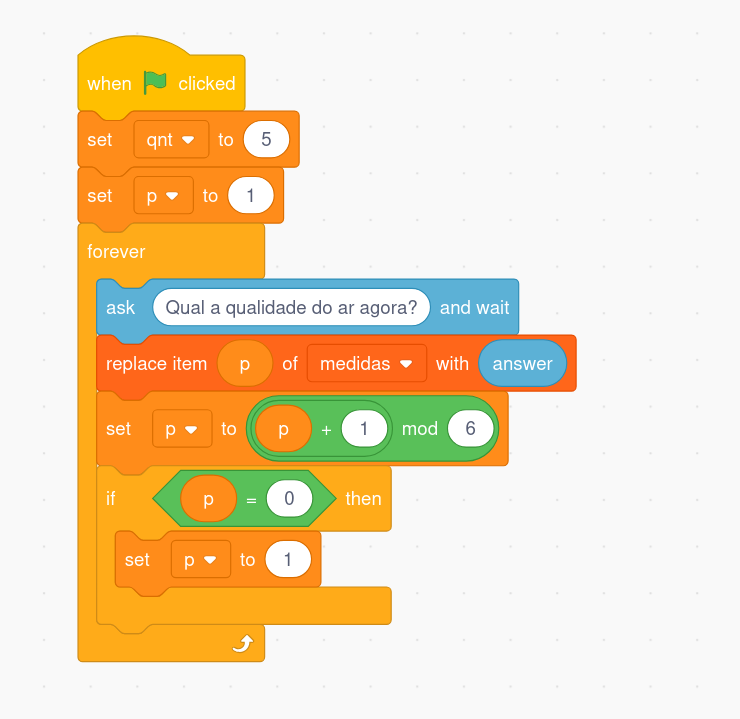 when clicked
set qnt to 5
set p to 1
forever
ask Qual a qualidade do ar agora? and wait
replace item p of medidas with answer
set p to p + 1 mod 6
if p = 0 then
set p to 1